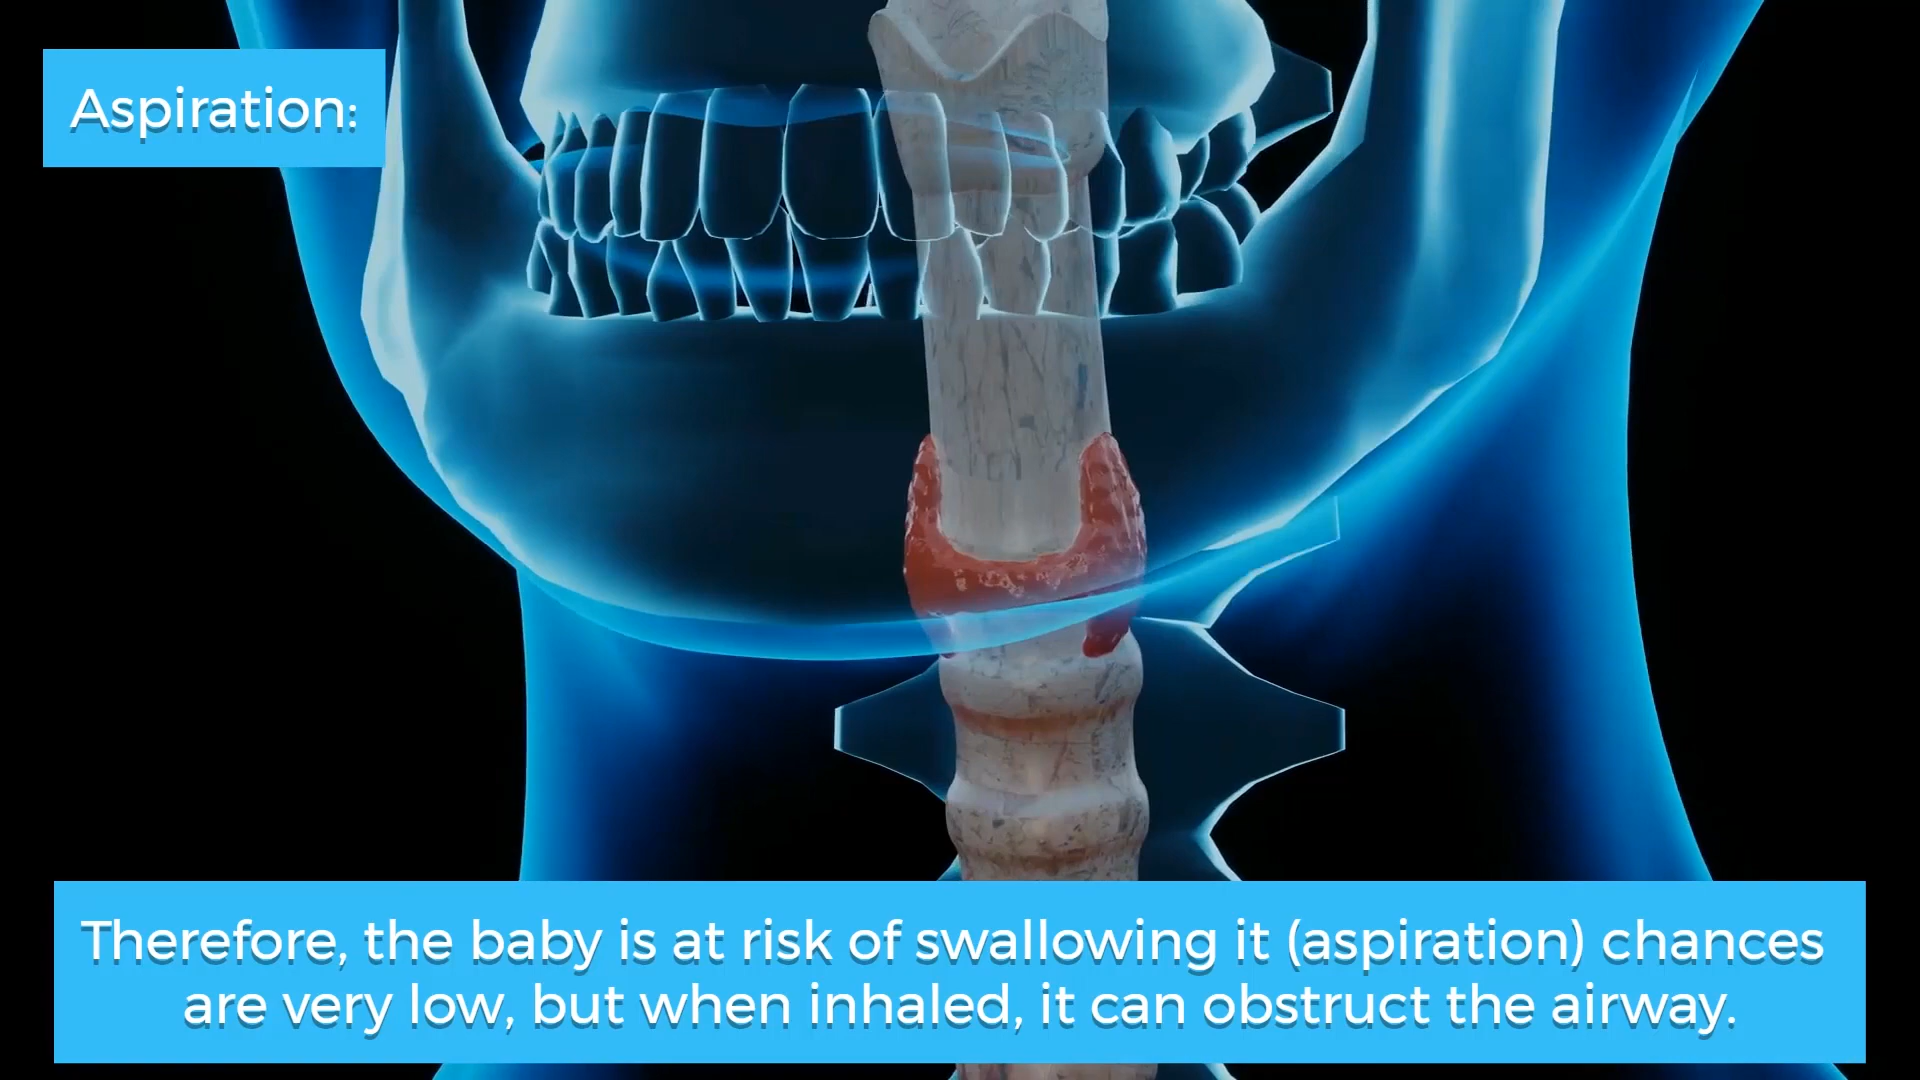 Aspiration:
Therefore, the baby is at risk of swallowing it (aspiration) chances
are very low, but when inhaled, it can obstruct the airway.